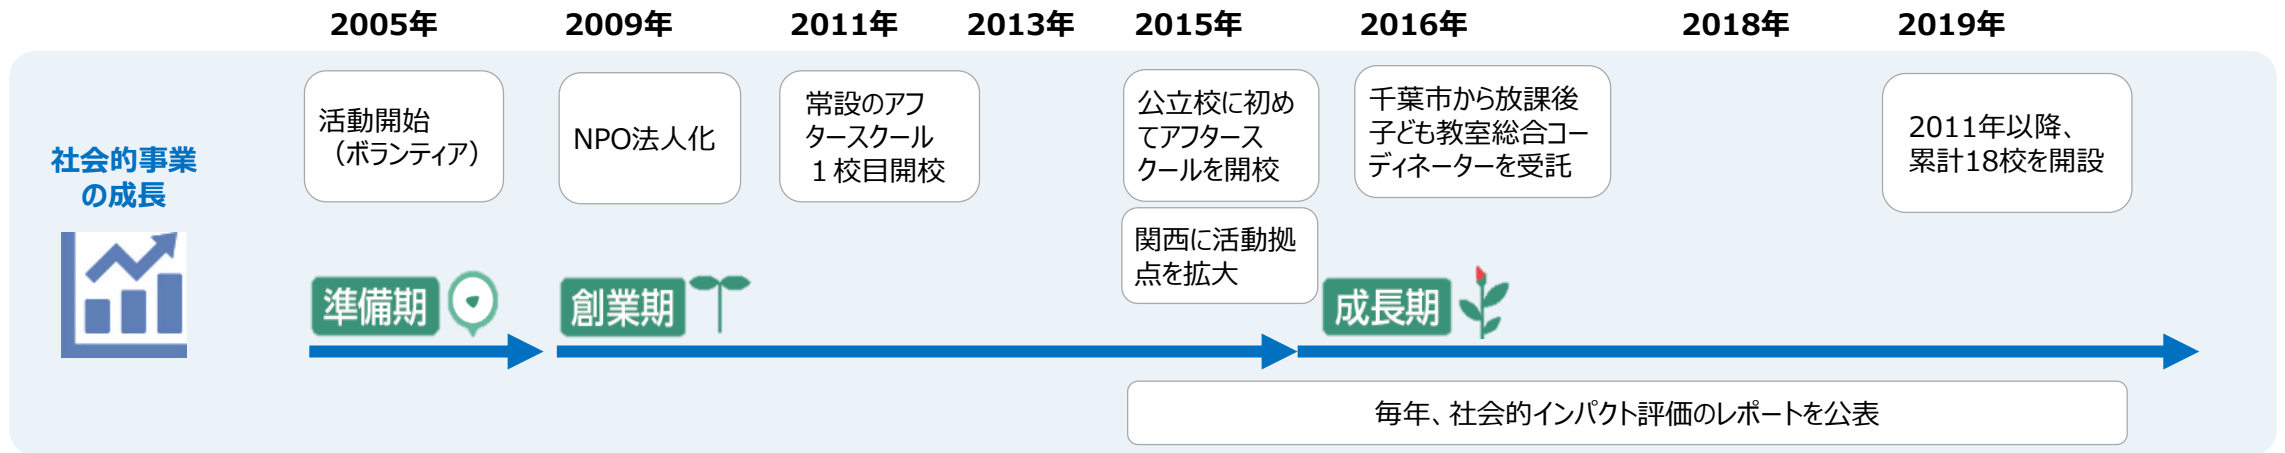 2005年 2009年 2011年 2013年 2015年 2016年 2018年 2019年
社会的事業
の成長
活動開始
（ボランティア）
NPO法人化
常設のアフ
タースクール
１校目開校
公立校に初め
てアフタース
クールを開校
関西に活動拠
点を拡大
千葉市から放課後
子ども教室総合コー
ディネーターを受託
2011年以降、
累計18校を開設
準備期
創業期
成長期
毎年、社会的インパクト評価のレポートを公表